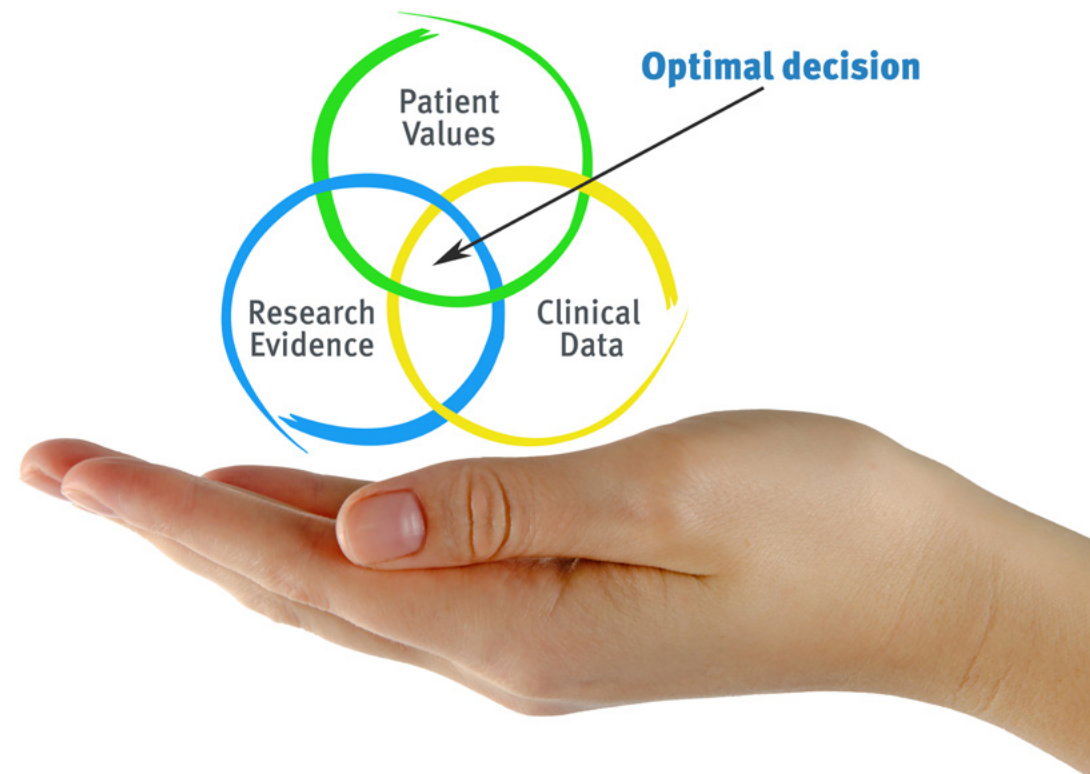 Optimal decision
Patient
Values
Research
Evidence
Clinical
Data